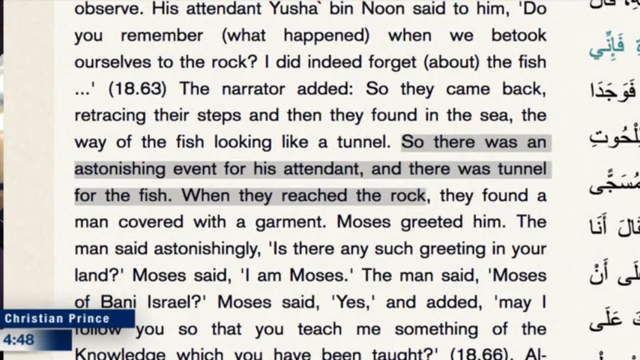 observe. His attendant Yusha` bin Noon said to him, 'Do
you remember (what happened) when we betook
ourselves to the rock? I did indeed forget (about) the fish
...' (18.63) The narrator added: So they came back,
retracing their steps and then they found in the sea, the
way of the fish looking like a tunnel. So there was an
astonishing event for his attendant, and there was tunnel
for the fish. When they reached the rock, they found a
man covered with a garment. Moses greeted him. The
man said astonishingly, 'Is there any such greeting in your
land?' Moses said, 'I am Moses.' The man said, 'Moses
of Bani Israel?' Moses said, 'Yes,' and added, 'may I
follow you so that you teach me something of the
Knowledge which you have been taught?' (18.66). Al-
فَإِنِّي
فَوَجَدَا
مُسَجًّى
قَالَ أَنَا
عَلَى أَنْ
Christian Prince
4:48